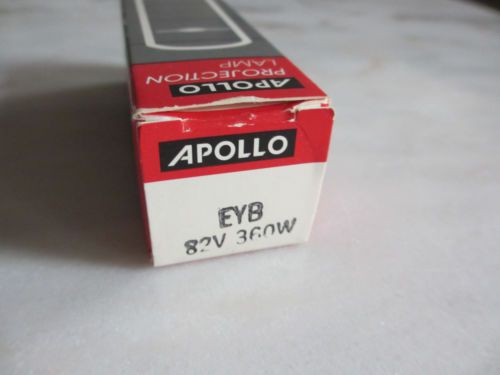 APOLLO
PROJECTION
LAMP
APOLLO
EYB
82V 360W